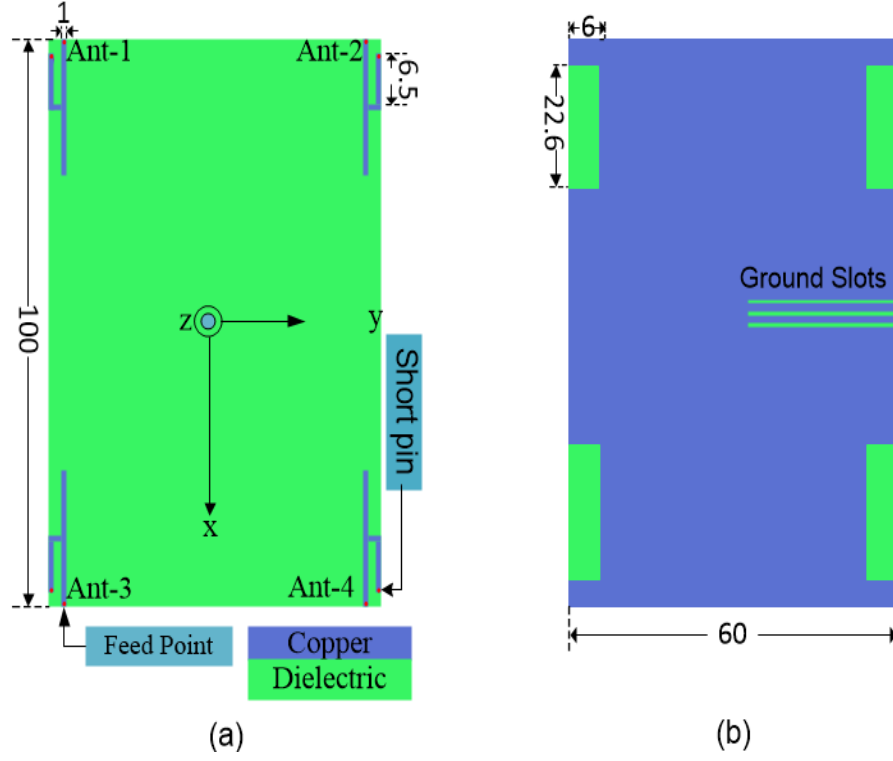 1
Ant-1
Ant-2
6.5
100
z
y
x
Short pin
Ant-3
Ant-4
Feed Point
Copper
Dielectric
(a)
6
22.6
Ground Slots
60
(b)